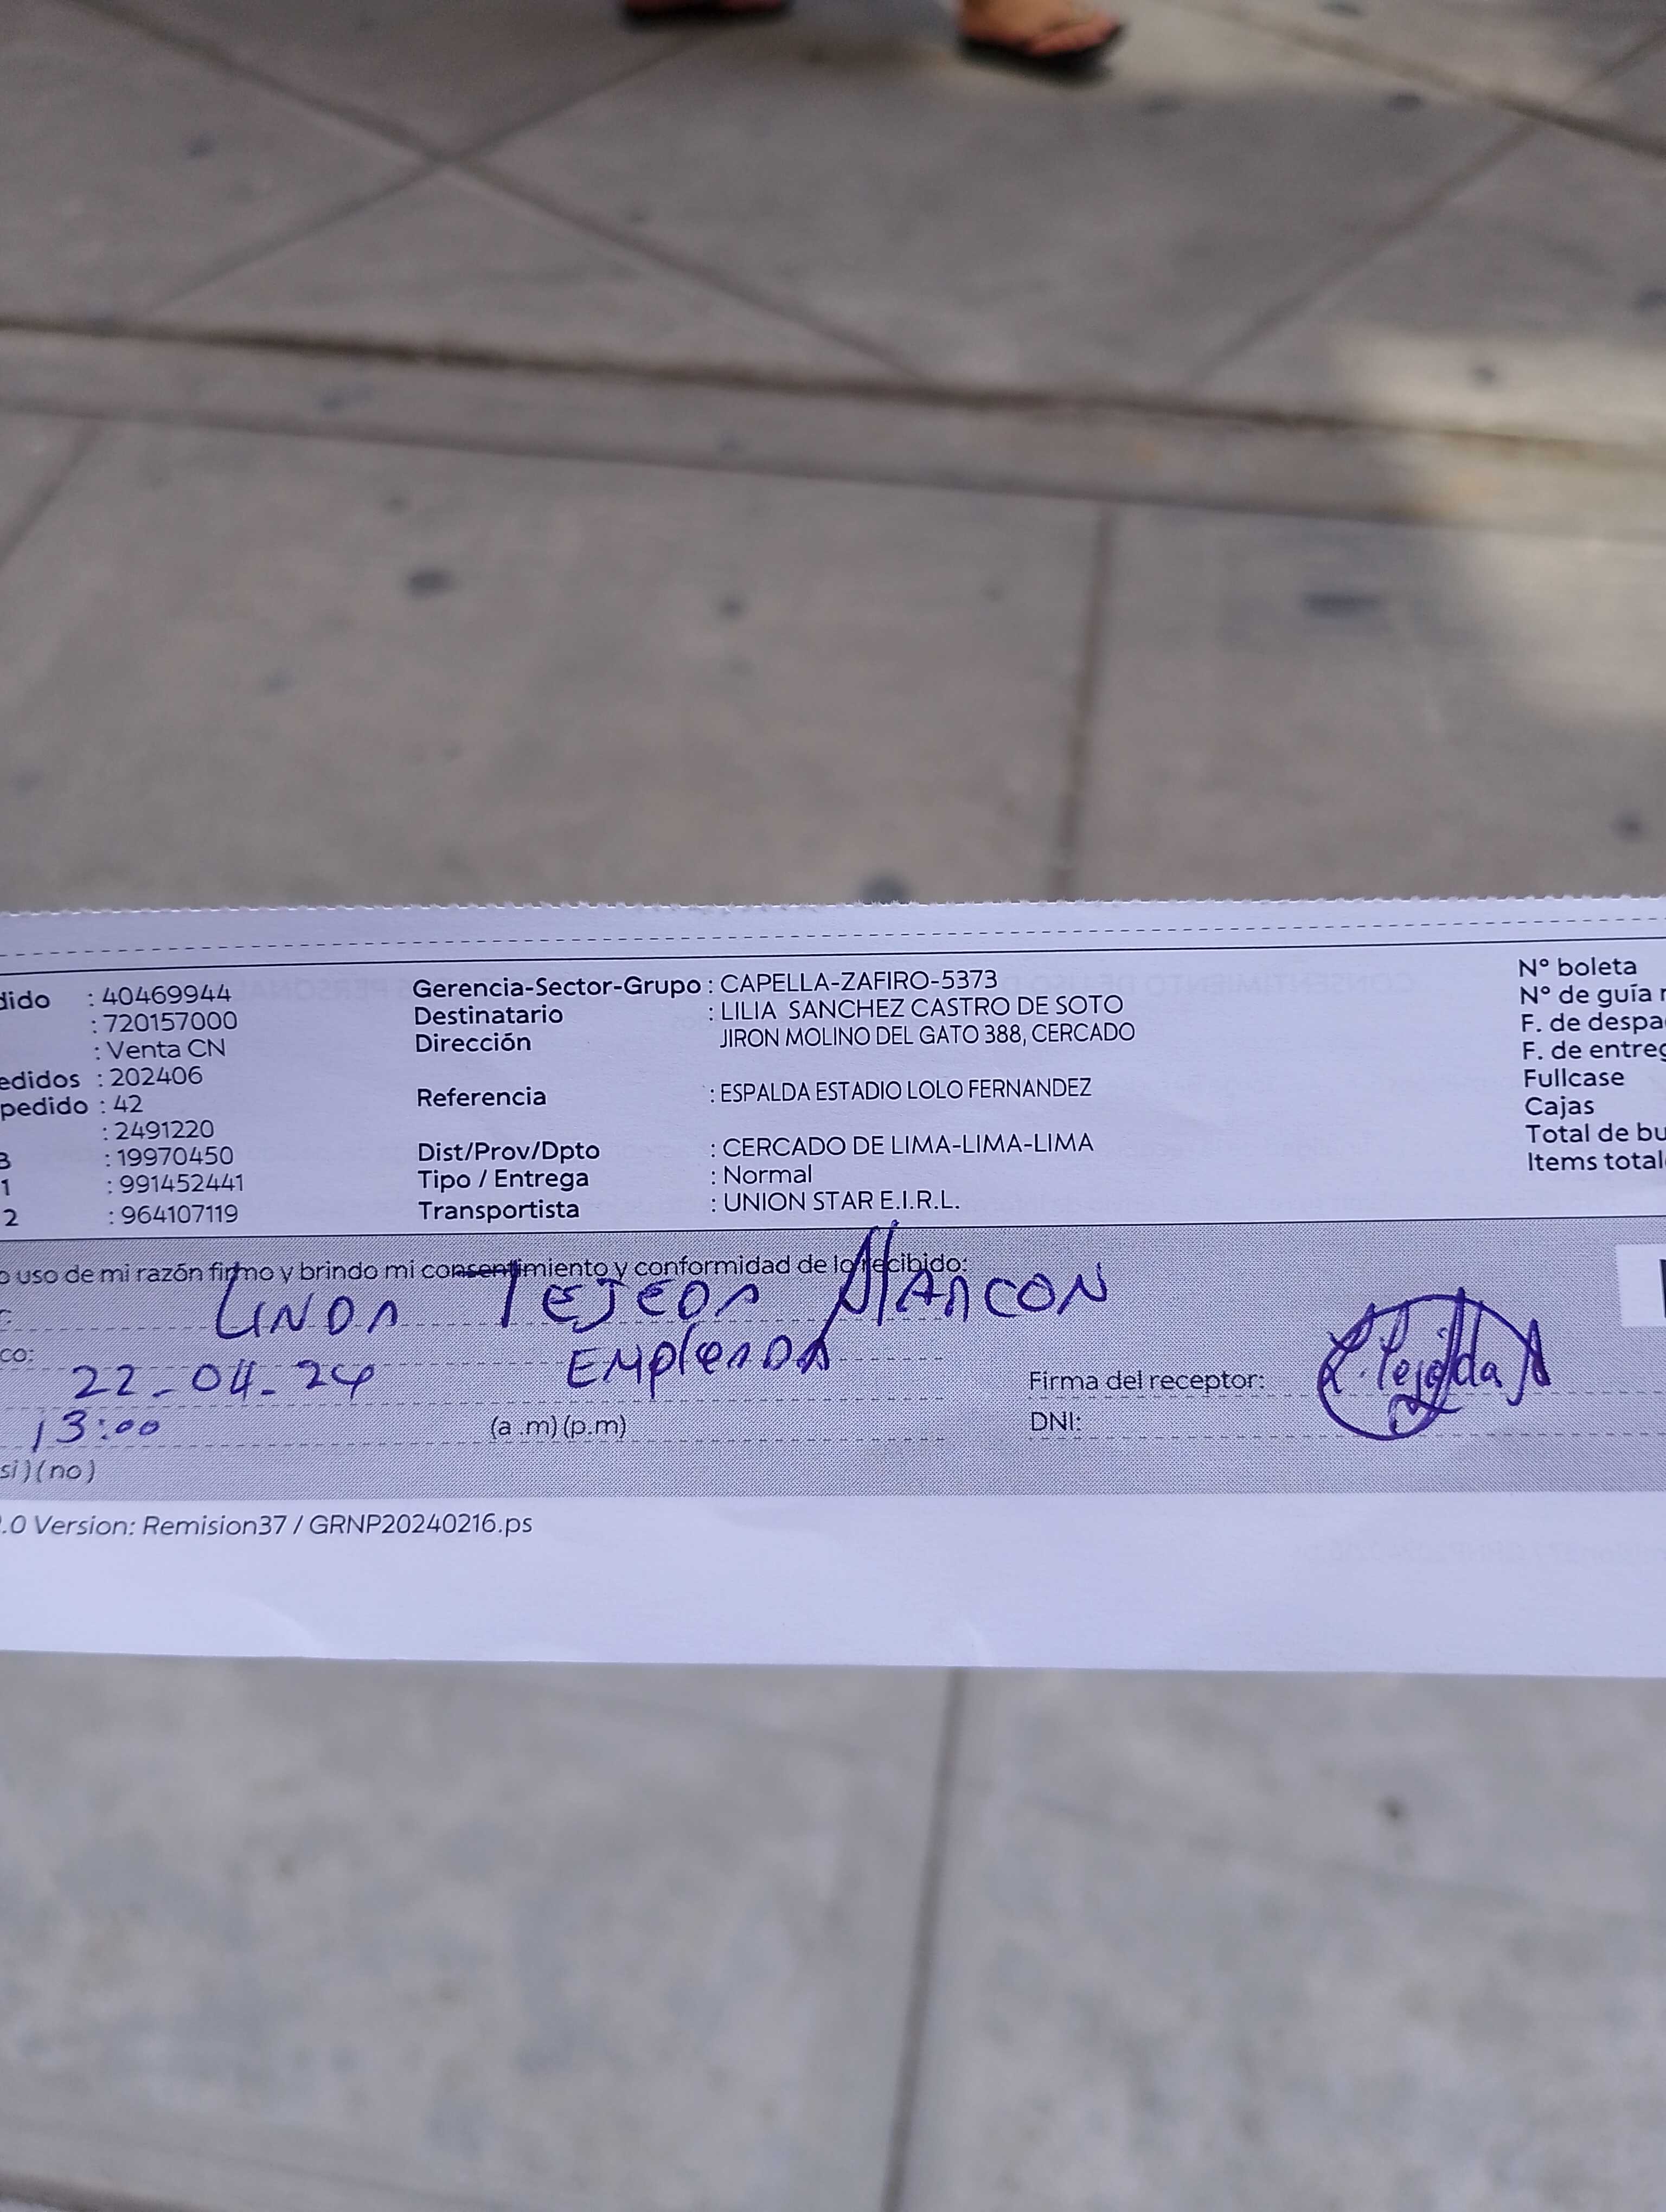 dido : 40469944
: 720157000
: Venta CN
edidos : 202406
pedido : 42
: 2491220
3 : 19970450
1 : 991452441
2 : 964107119
Gerencia-Sector-Grupo : CAPELLA-ZAFIRO-5373
Destinatario : LILIA SANCHEZ CASTRO DE SOTO
Dirección JIRON MOLINO DEL GATO 388, CERCADO
Referencia : ESPALDA ESTADIO LOLO FERNANDEZ
Dist/Prov/Dpto : CERCADO DE LIMA-LIMA-LIMA
Tipo / Entrega : Normal
Transportista : UNION STAR E.I.R.L.
N° boleta
N° de guía r
F. de despa
F. de entreg
Fullcase
Cajas
Total de bu
Items total
o uso de mi razón firmo y brindo mi consentimiento y conformidad de lo recibido:
LINDA TEJEDA
co: EMPLEADA
22-04-24
Firma del receptor:
13:00 (a.m)(p.m)
DNI:
si)(no)
.0 Version: Remision37 / GRNP20240216.ps